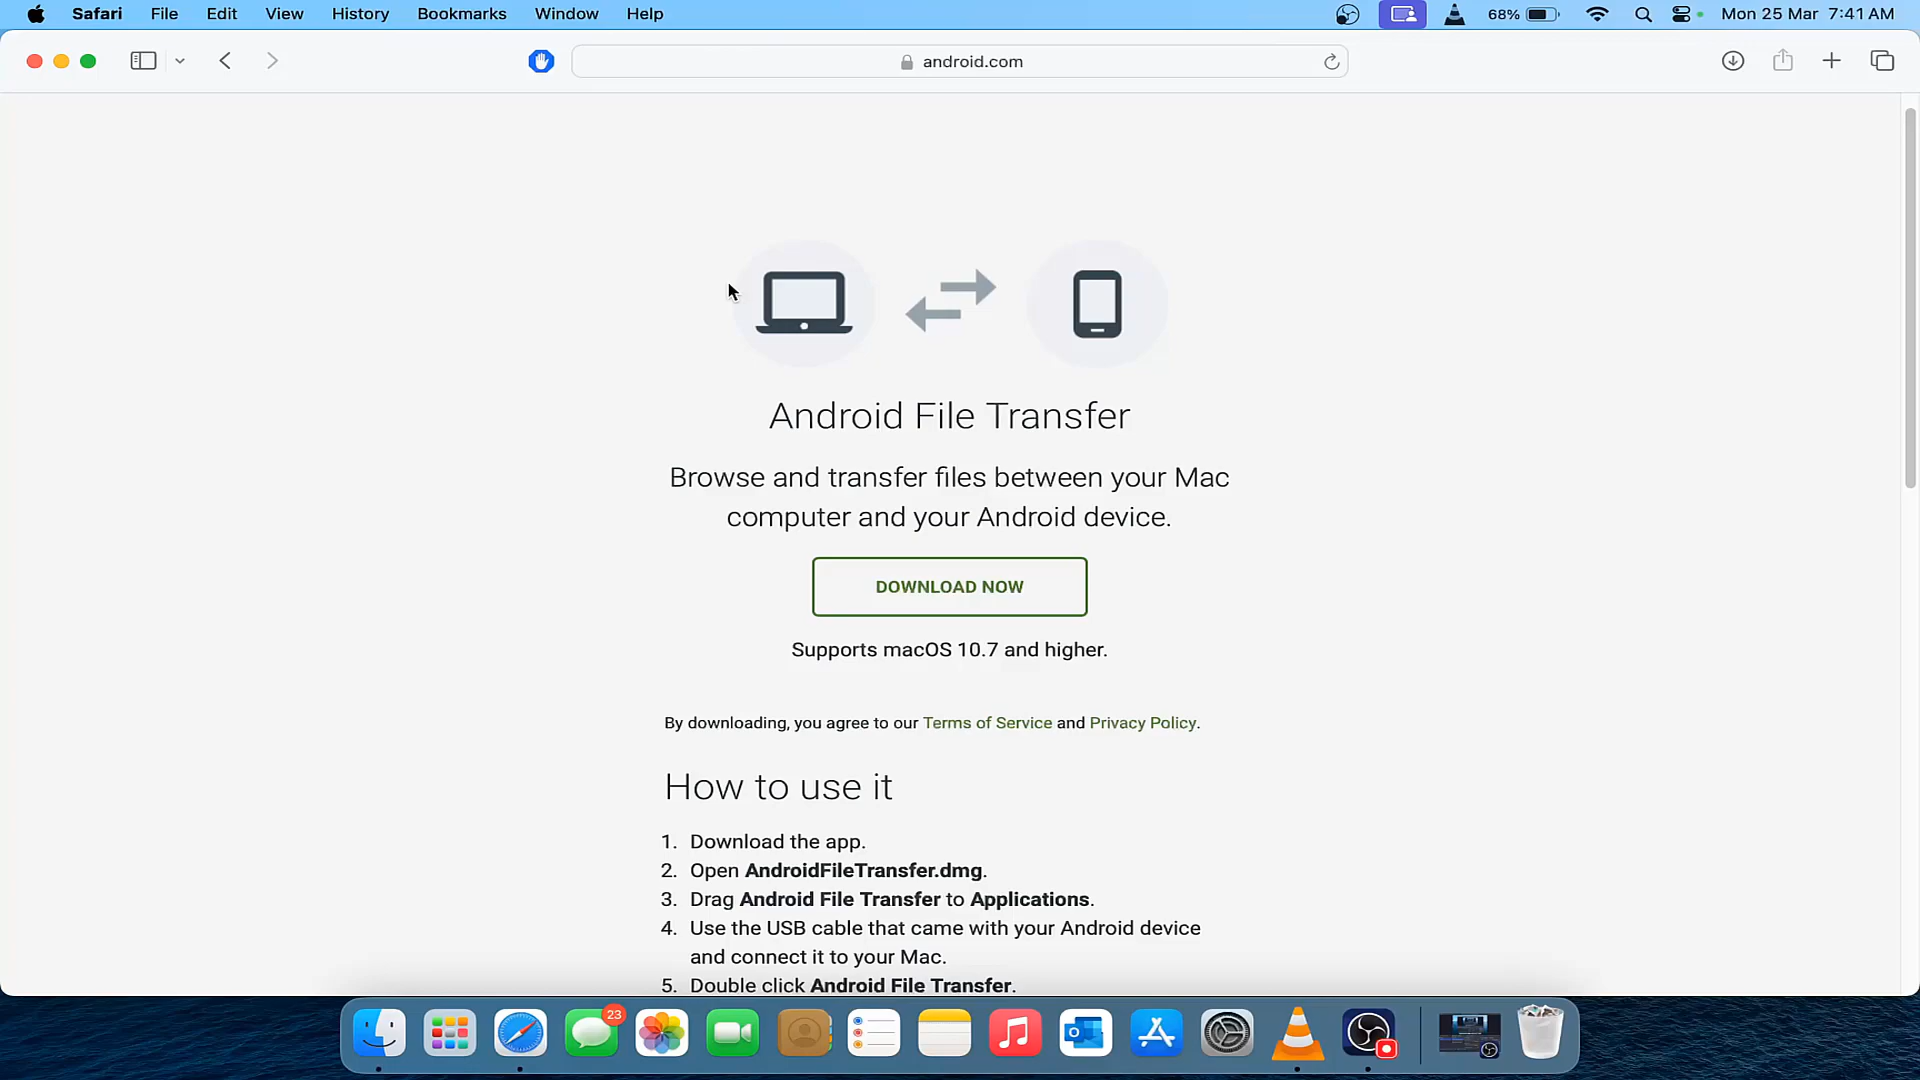 Safari File Edit View History Bookmarks Window Help 68% Mon 25 Mar 7:41 AM
android.com
Android File Transfer
Browse and transfer files between your Mac
computer and your Android device.
DOWNLOAD NOW
Supports macOS 10.7 and higher.
By downloading, you agree to our Terms of Service and Privacy Policy.
How to use it
1. Download the app.
2. Open AndroidFileTransfer.dmg.
3. Drag Android File Transfer to Applications.
4. Use the USB cable that came with your Android device
and connect it to your Mac.
5. Double click Android File Transfer.
23